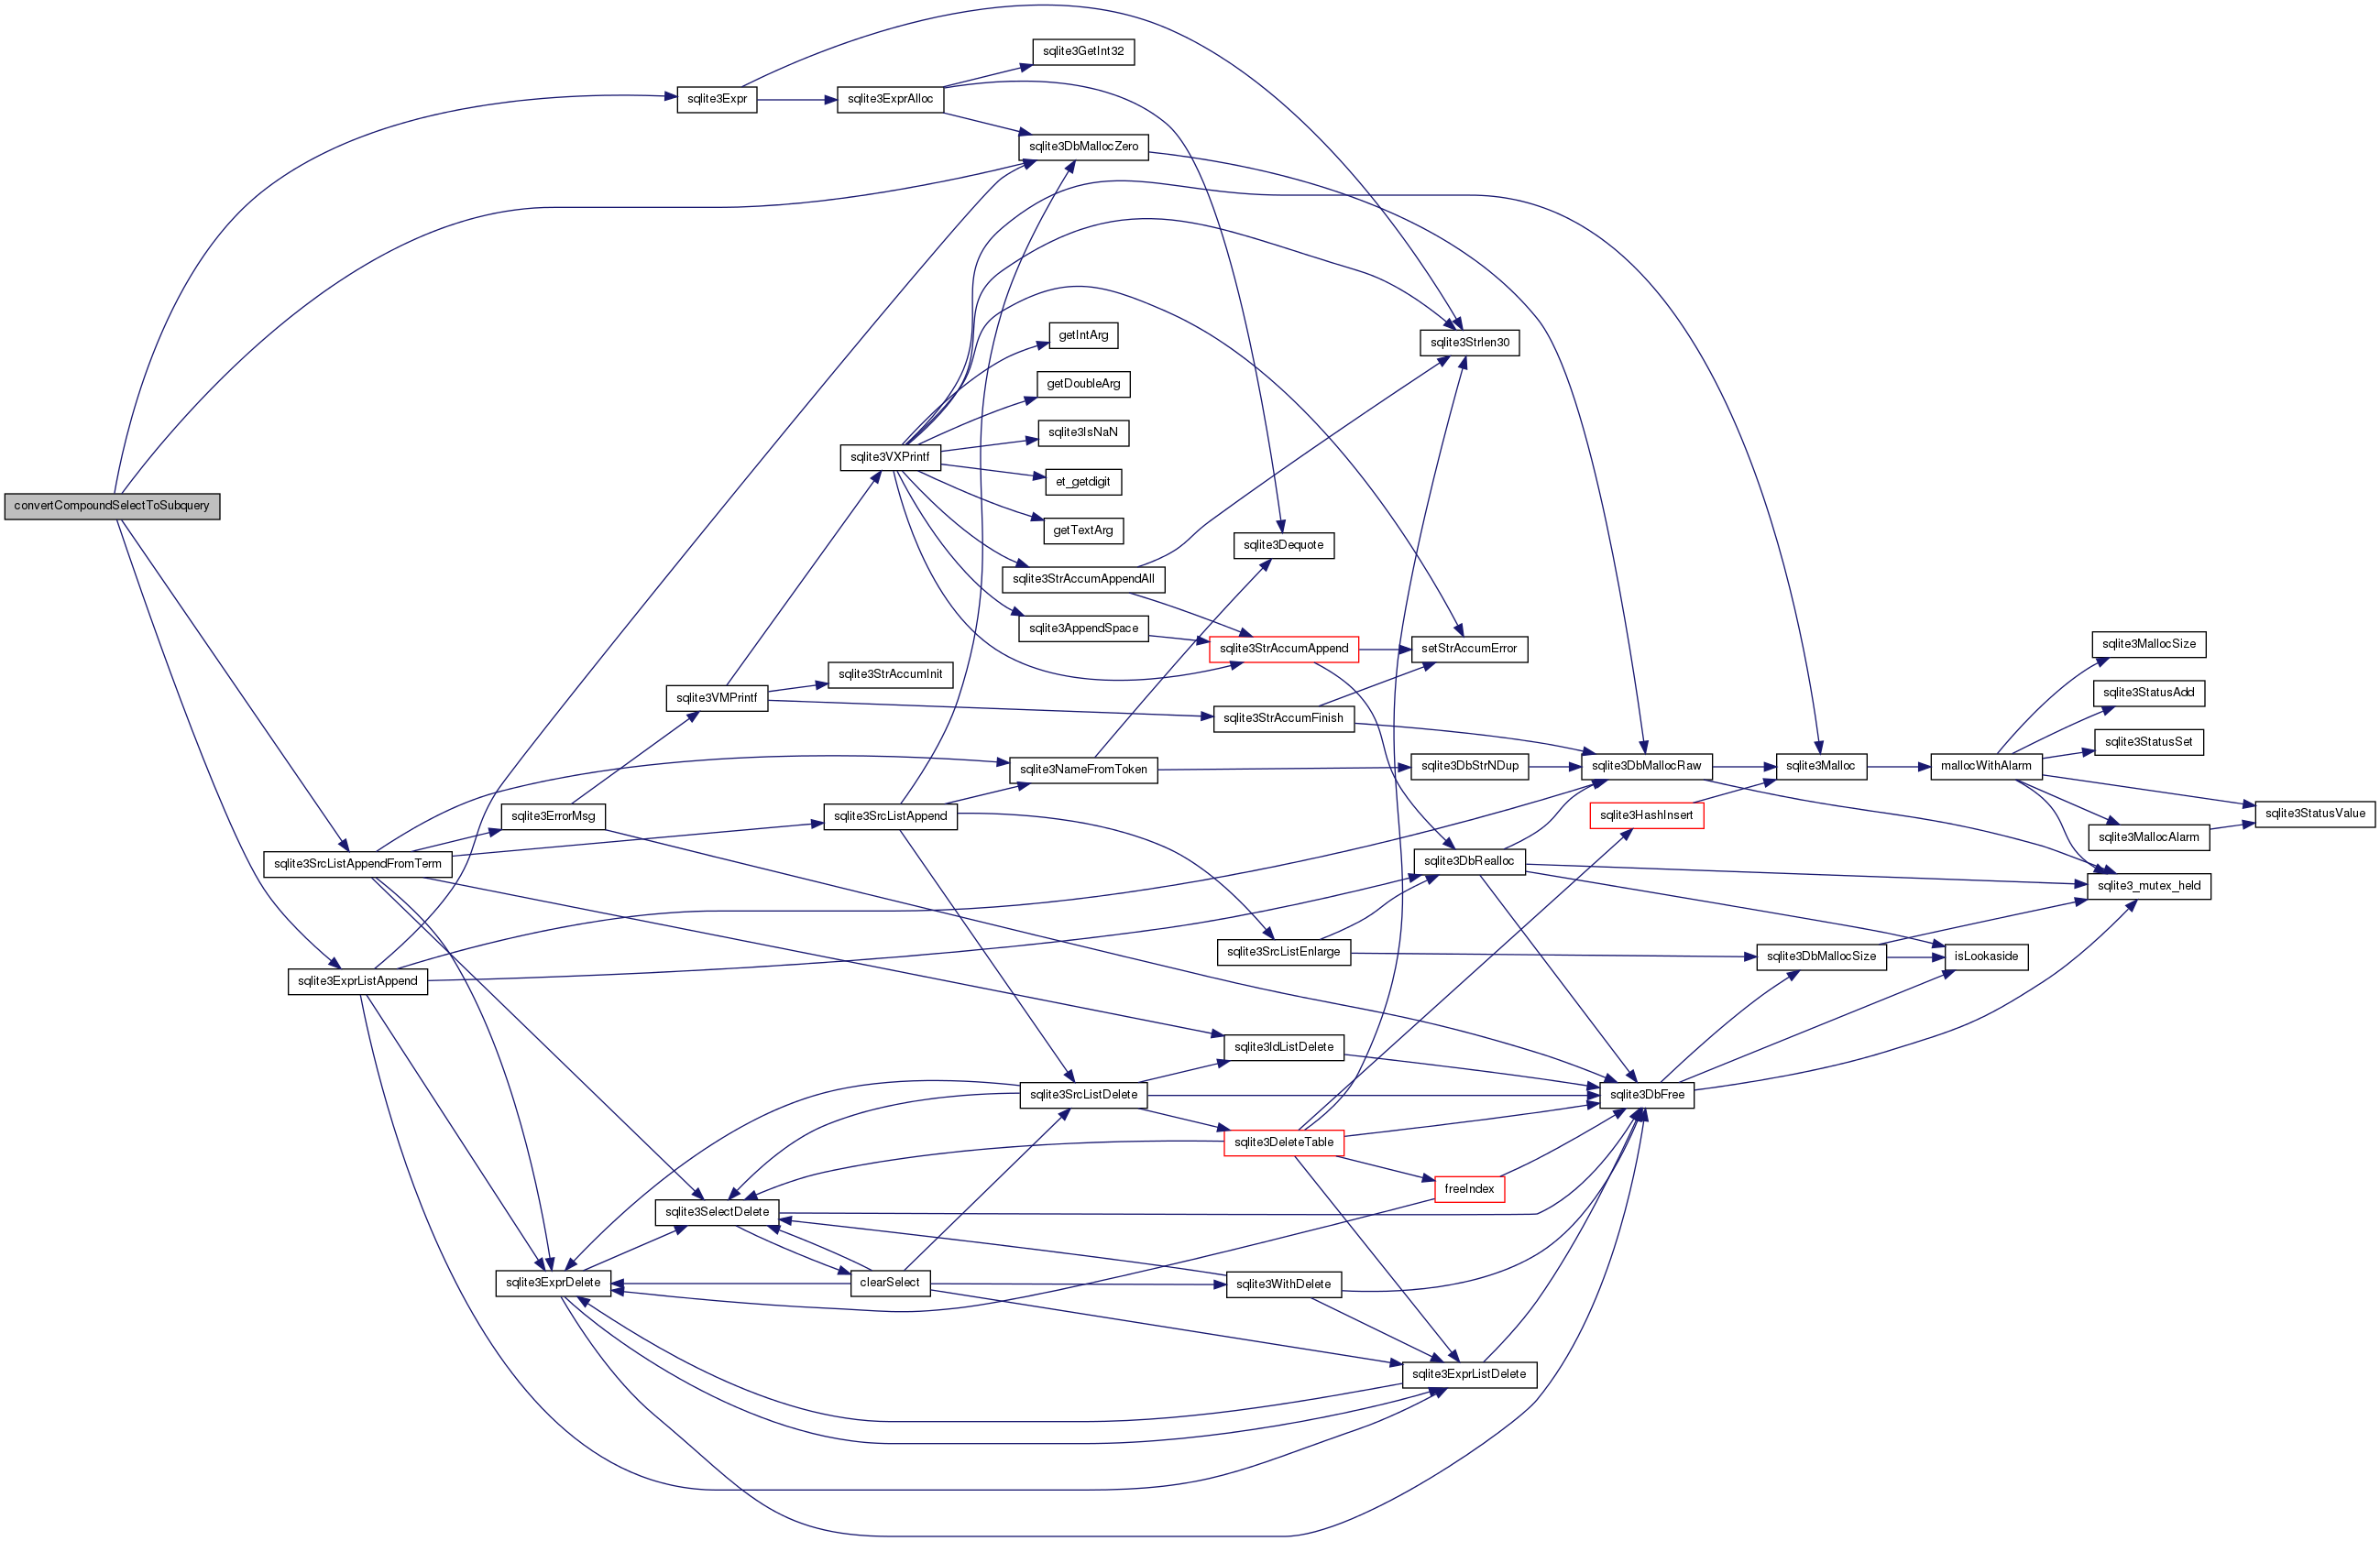 sqlite3GetInt32
sqlite3Expr
sqlite3ExprAlloc
sqlite3DbMallocZero
getIntArg
sqlite3Strlen30
getDoubleArg
sqlite3IsNaN
sqlite3VXPrintf
et_getdigit
convertCompoundSelectToSubquery
getTextArg
sqlite3Dequote
sqlite3StrAccumAppendAll
sqlite3AppendSpace
sqlite3StrAccumAppend
setStrAccumError
sqlite3MallocSize
sqlite3StrAccumInit
sqlite3VMPrintf
sqlite3StatusAdd
sqlite3StrAccumFinish
sqlite3StatusSet
sqlite3NameFromToken
sqlite3DbStrNDup
sqlite3DbMallocRaw
sqlite3Malloc
mallocWithAlarm
sqlite3ErrorMsg
sqlite3SrcListAppend
sqlite3HashInsert
sqlite3StatusValue
sqlite3MallocAlarm
sqlite3SrcListAppendFromTerm
sqlite3DbRealloc
sqlite3_mutex_held
sqlite3SrcListEnlarge
sqlite3DbMallocSize
isLookaside
sqlite3ExprListAppend
sqlite3IdListDelete
sqlite3SrcListDelete
sqlite3DbFree
sqlite3DeleteTable
freeIndex
sqlite3SelectDelete
sqlite3ExprDelete
clearSelect
sqlite3WithDelete
sqlite3ExprListDelete